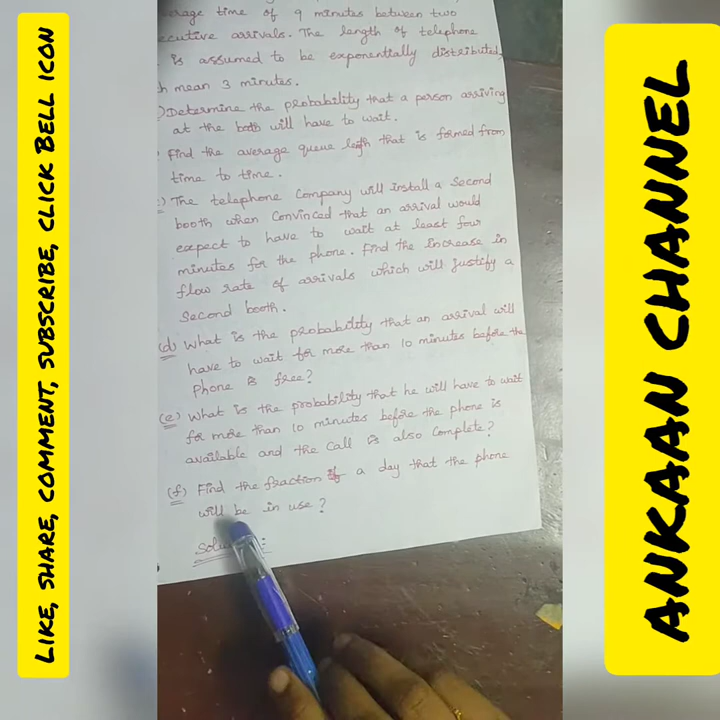 LIKE, SHARE, COMMENT, SUBSCRIBE, CLICK BELL ICON
erage time of 9 minutes between two
ecutive arrivals. The length of telephone
is assumed to be exponentially distributed,
h mean 3 minutes.
) Determine the probability that a person arriving
at the both will have to wait.
Find the average queue length that is formed from
time to time.
) The telephone Company will install a Second
booth when Convinced that an arrival would
expect to have to wait at least four
minutes for the phone. Find the increase in
flow rate of arrivals which will justify a
Second booth.
(d) What is the probability that an arrival will
have to wait for more than 10 minutes before the
Phone is free?
(e) What is the probability that he will have to wait
for more than 10 minutes before the phone is
available and the call is also Complete?
(f) Find the fraction of a day that the phone
will be in use?
Solu
ANKAAN CHANNEL